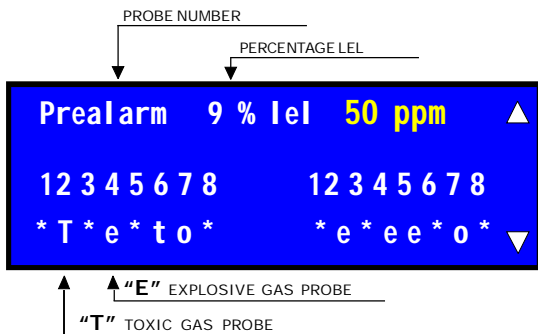 PROBE NUMBER
PERCENTAGE LEL
Prealarm 9 % lel 50 ppm
12345678 12345678
*T*e*to* *e*ee*o*
"E" EXPLOSIVE GAS PROBE
"T" TOXIC GAS PROBE